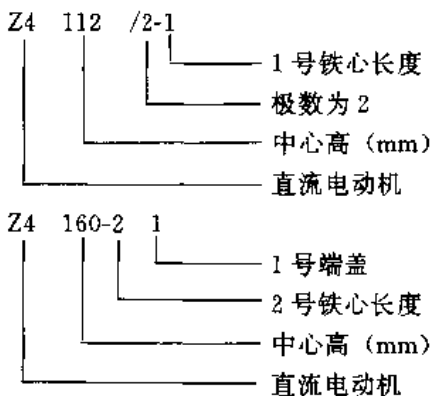 Z4 112 /2-1
1号铁心长度
极数为2
中心高（mm）
直流电动机
Z4 160-2 1
1号端盖
2号铁心长度
中心高（mm）
直流电动机